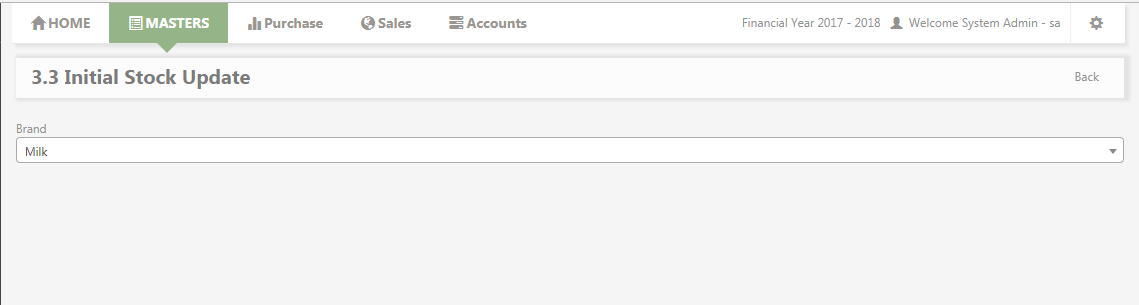 HOME MASTERS Purchase Sales Accounts Financial Year 2017 - 2018 Welcome System Admin - sa
3.3 Initial Stock Update Back
Brand
Milk